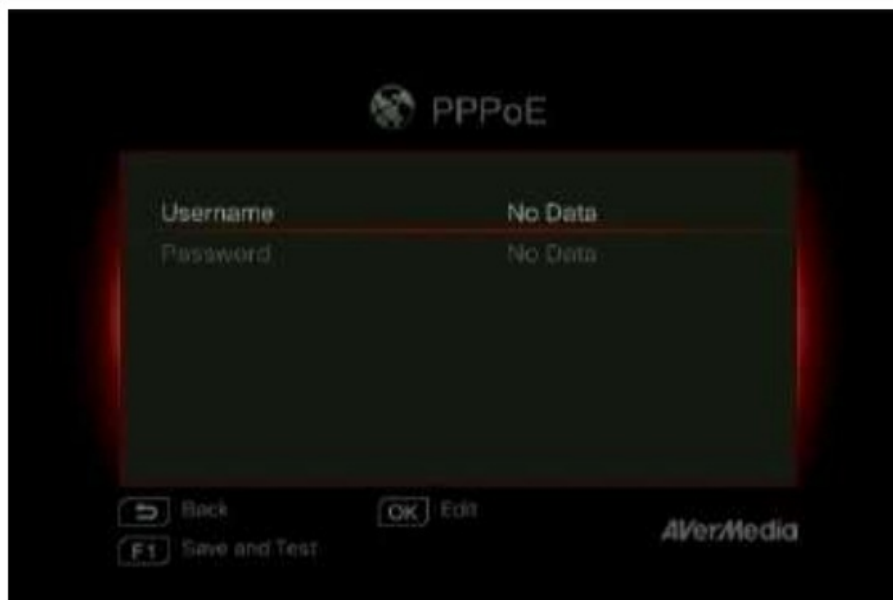 PPPoE
Username No Data
Password No Data
Back OK Edit
F1 Save and Test
AVerMedia